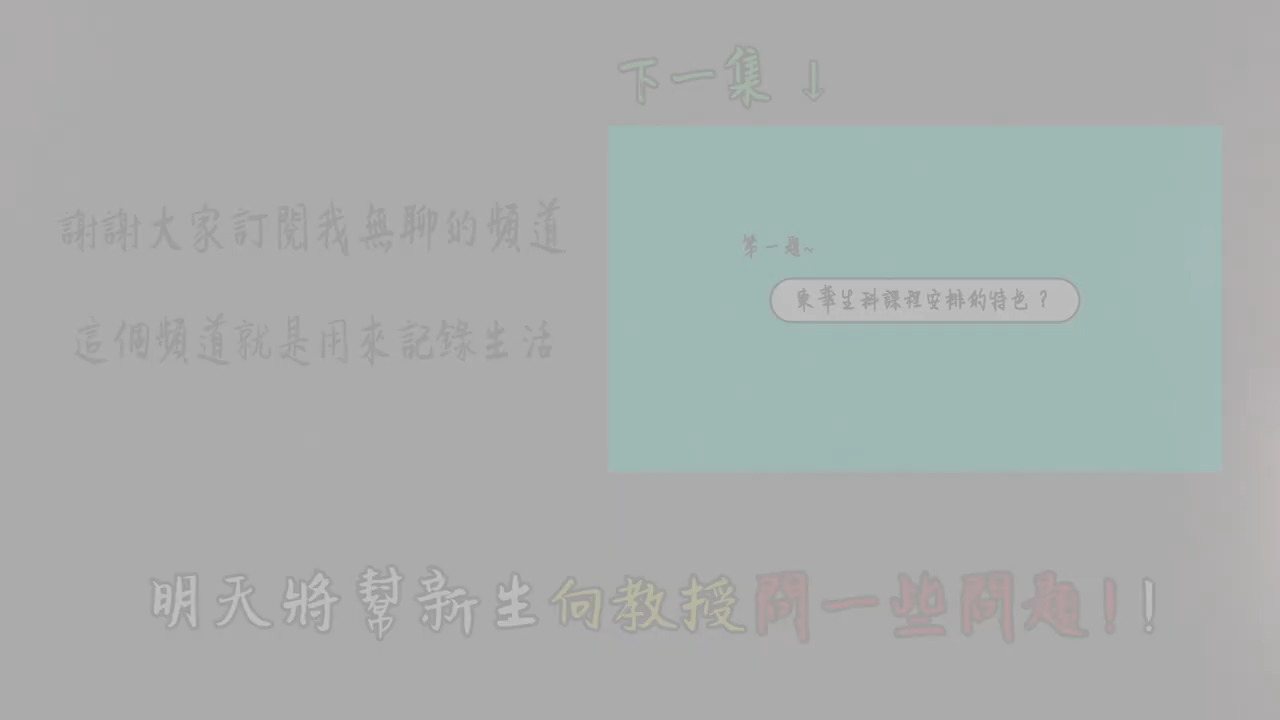 下一集 ↓
謝謝大家訂閱我無聊的頻道
這個頻道就是用來記錄生活
第一題~
東華生科課程安排的特色 ?
明天將幫新生向教授問一些問題!!